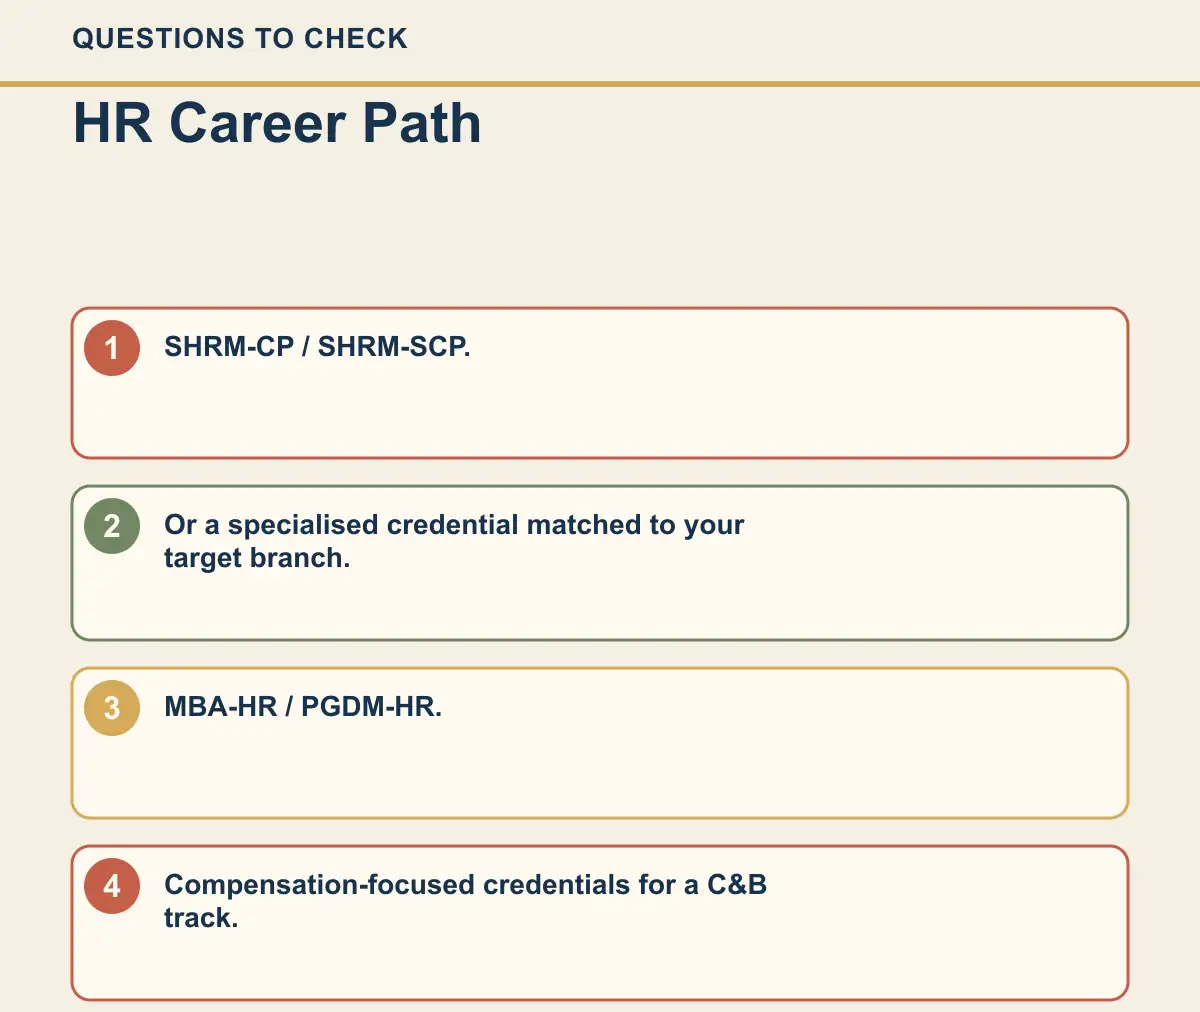 QUESTIONS TO CHECK
HR Career Path
1
SHRM-CP / SHRM-SCP.
2
Or a specialised credential matched to your
target branch.
3
MBA-HR / PGDM-HR.
4
Compensation-focused credentials for a C&B
track.